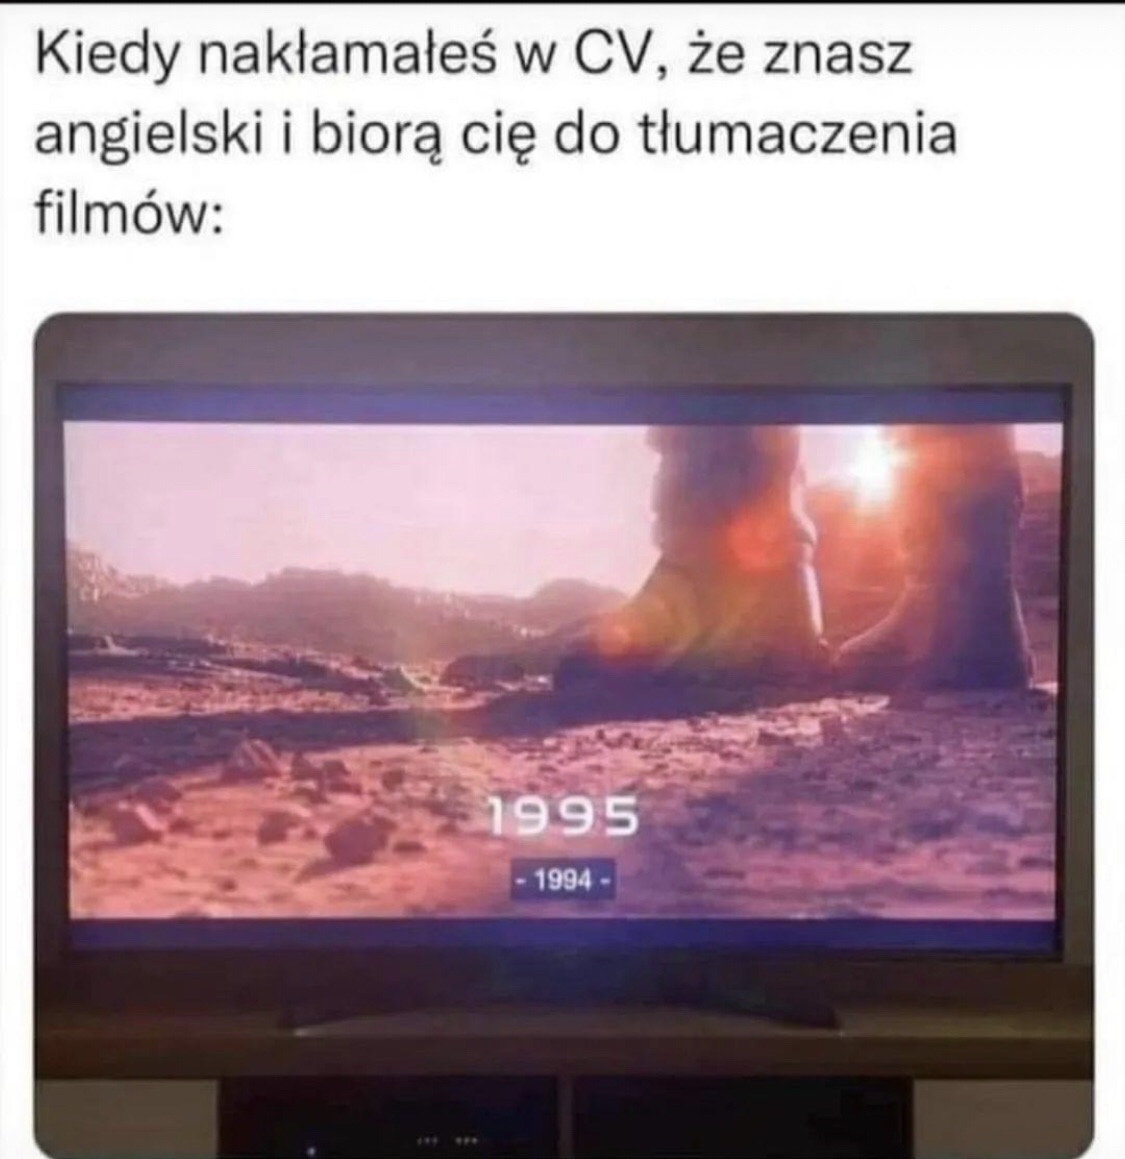 Kiedy nakłamałeś w CV, że znasz
angielski i biorą cię do tłumaczenia
filmów:
1995
- 1994 -